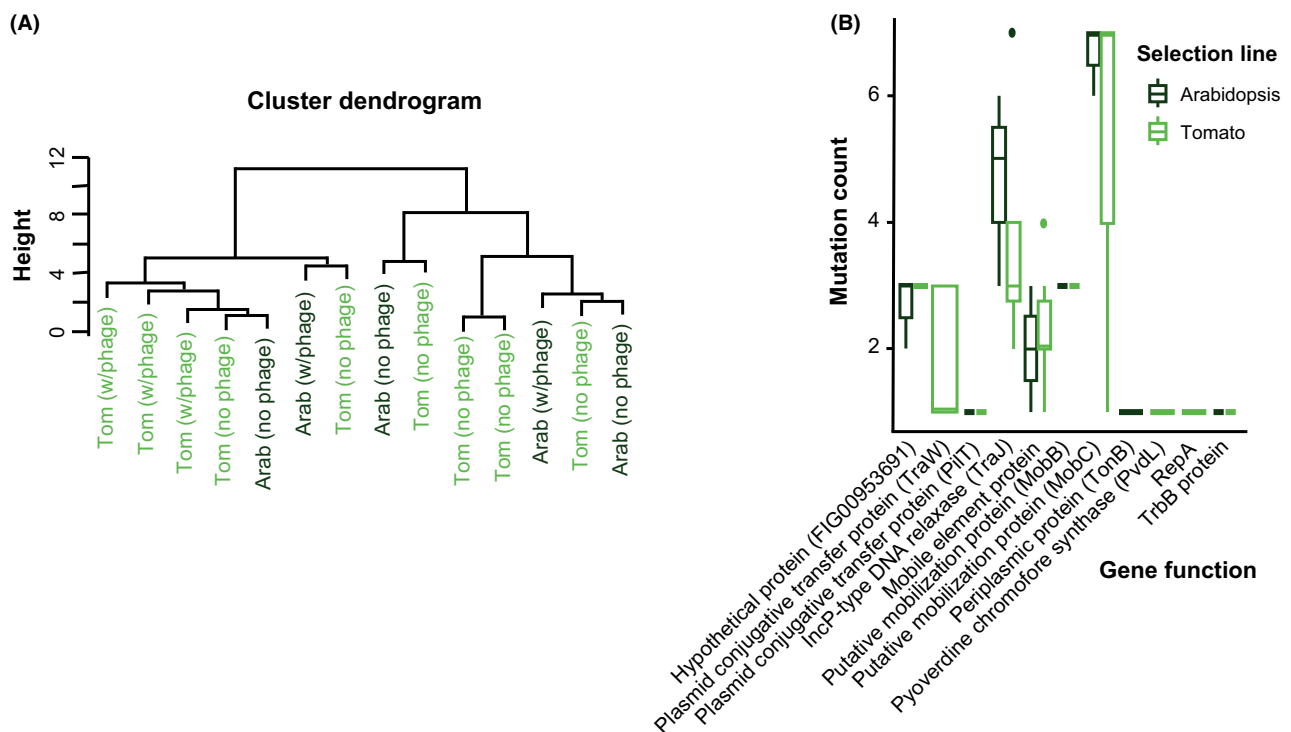 (A)
Cluster dendrogram
Height
12
8
4
0
Tom (w/phage)
Tom (w/phage)
Tom (w/phage)
Tom (no phage)
Arab (no phage)
Arab (w/phage)
Tom (no phage)
Arab (no phage)
Tom (no phage)
Tom (no phage)
Tom (no phage)
Arab (w/phage)
Tom (no phage)
Arab (no phage)
(B)
Mutation count
6
4
2
Selection line
Arabidopsis
Tomato
Hypothetical protein (FIG00953691)
Plasmid conjugative transfer protein (TraW)
Plasmid conjugative transfer protein (PilT)
IncP-type DNA relaxase (TraJ)
Mobile element protein
Putative mobilization protein (MobB)
Putative mobilization protein (MobC)
Periplasmic protein (TonB)
Pyoverdine chromofore synthase (PvdL)
RepA
TrbB protein
Gene function